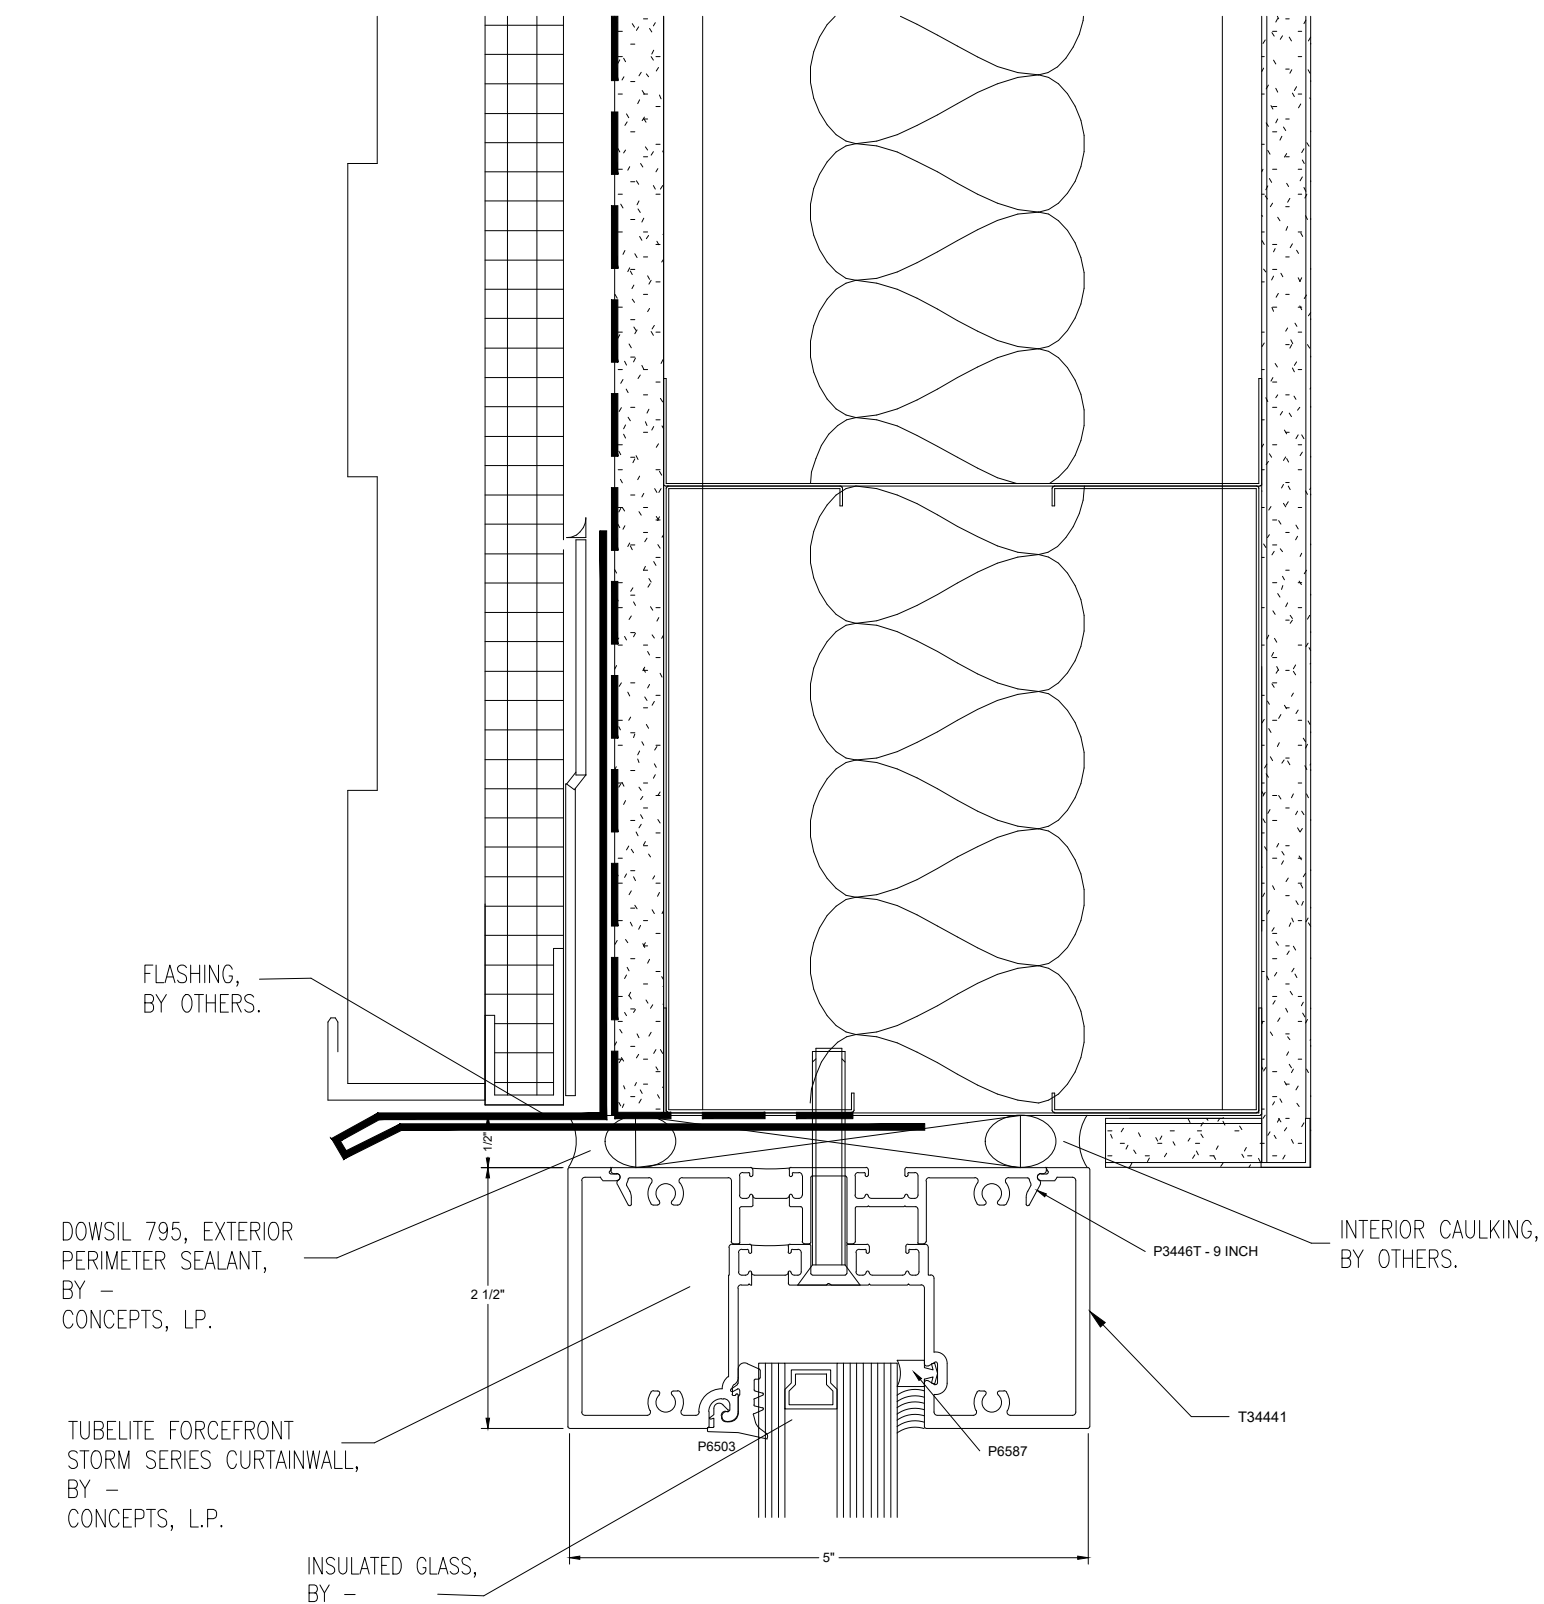 FLASHING,
BY OTHERS.
1/2"
DOWSIL 795, EXTERIOR
PERIMETER SEALANT,
BY –
CONCEPTS, LP.
INTERIOR CAULKING,
BY OTHERS.
P3446T - 9 INCH
2 1/2"
TUBELITE FORCEFRONT
STORM SERIES CURTAINWALL,
BY –
CONCEPTS, L.P.
T34441
P6503
P6587
5"
INSULATED GLASS,
BY –